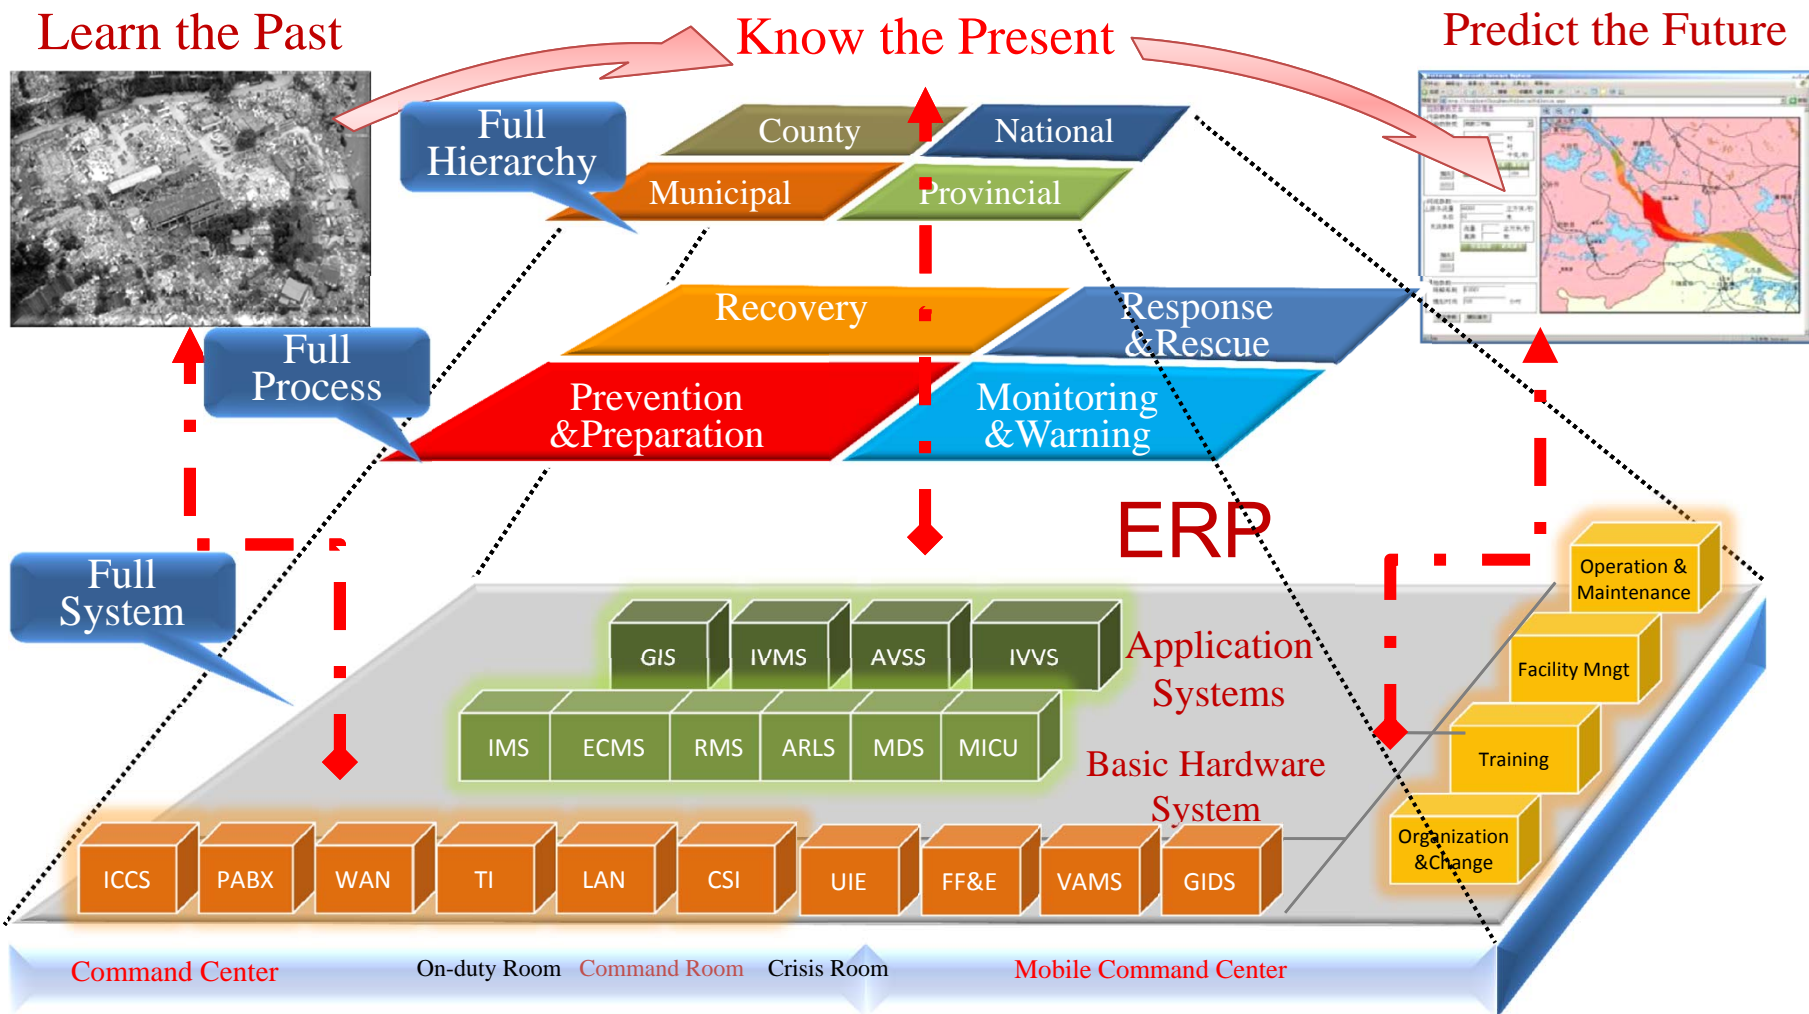 Learn the Past
Know the Present
Predict the Future
Full
Hierarchy
County
National
Municipal
Provincial
Full
Process
Recovery
Response
&Rescue
Prevention
&Preparation
Monitoring
&Warning
ERP
Full
System
GIS
IVMS
AVSS
IVVS
Application
Systems
IMS
ECMS
RMS
ARLS
MDS
MICU
Basic Hardware
System
ICCS
PABX
WAN
TI
LAN
CSI
UIE
FF&E
VAMS
GIDS
Operation &
Maintenance
Facility Mngt
Training
Organization
&Change
Command Center
On-duty Room
Command Room
Crisis Room
Mobile Command Center